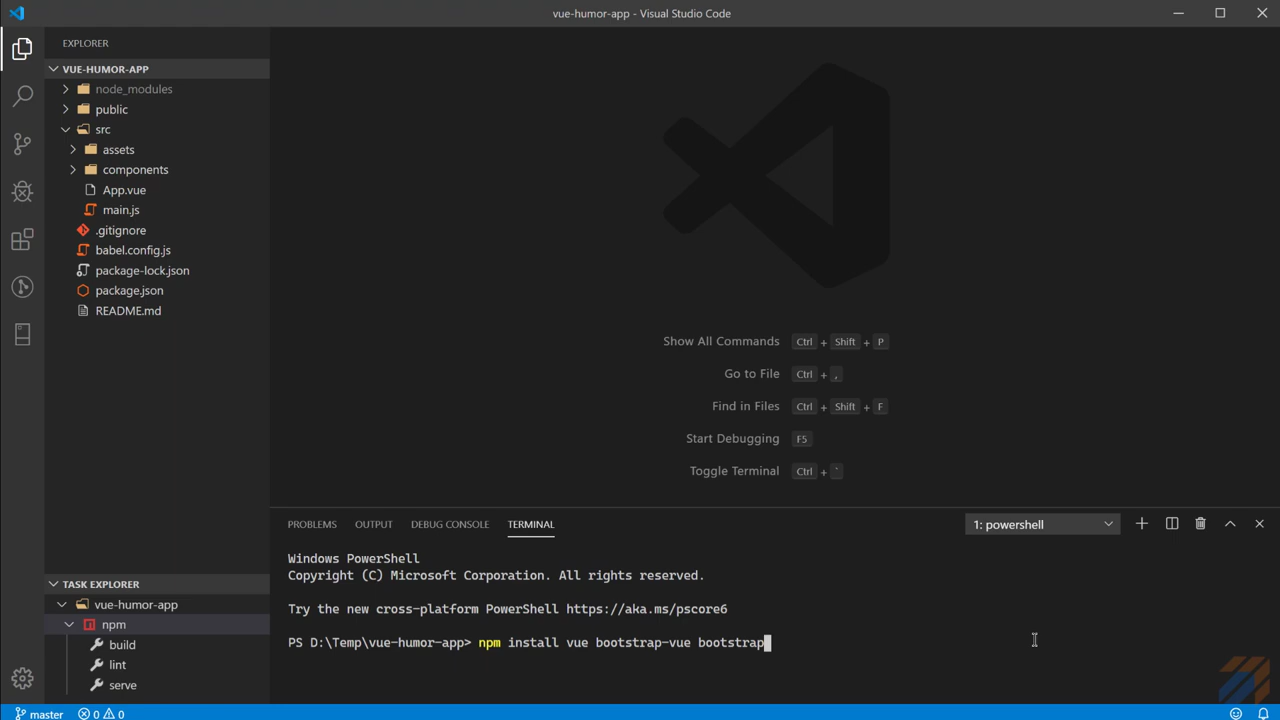 vue-humor-app - Visual Studio Code
EXPLORER
VUE-HUMOR-APP
node_modules
public
src
assets
components
App.vue
main.js
.gitignore
babel.config.js
package-lock.json
package.json
README.md
Show All Commands Ctrl + Shift + P
Go to File Ctrl + ,
Find in Files Ctrl + Shift + F
Start Debugging F5
Toggle Terminal Ctrl + `
PROBLEMS OUTPUT DEBUG CONSOLE TERMINAL
1: powershell
Windows PowerShell
Copyright (C) Microsoft Corporation. All rights reserved.
Try the new cross-platform PowerShell https://aka.ms/pscore6
PS D:\Temp\vue-humor-app> npm install vue bootstrap-vue bootstrap
TASK EXPLORER
vue-humor-app
npm
build
lint
serve
master 0 0